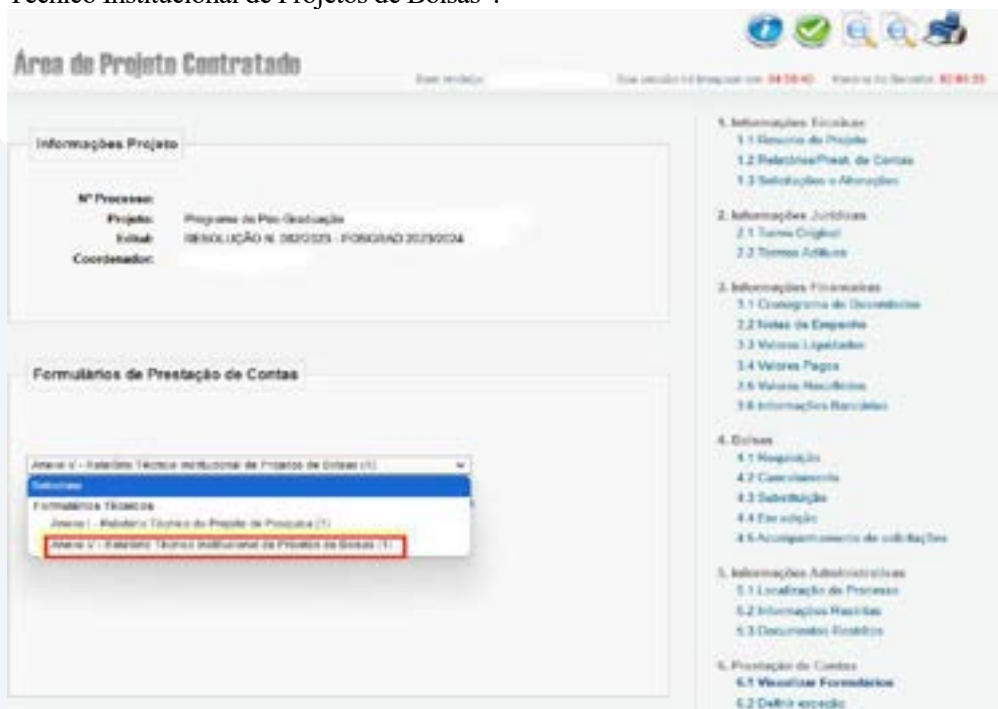 Técnico Institucional de Projetos de Bolsas".
Área de Projeto Contratado
Informações Projeto
Nº Processo:
Projeto: Programa de Pós-Graduação
Edital:
Coordenador:
Formulários de Prestação de Contas
Anexo V - Relatório Técnico Institucional de Projetos de Bolsas (1)
Selecione
Formulários Técnicos
Anexo I - Relatório Técnico do Projeto de Pesquisa (1)
Anexo V - Relatório Técnico Institucional de Projetos de Bolsas (1)
1. Informações Técnicas
1.1 Resumo do Projeto
1.2 Relatórios/Prest. de Contas
1.3 Solicitações e Alterações
2. Informações Jurídicas
2.1 Termo Original
2.2 Termos Aditivos
3. Informações Financeiras
3.1 Cronograma de Desembolso
3.2 Notas de Empenho
3.3 Valores Liquidados
3.4 Valores Pagos
3.5 Valores Recolhidos
3.6 Informações Bancárias
4. Bolsas
4.1 Requisição
4.2 Cancelamento
4.3 Substituição
4.4 Em edição
4.5 Acompanhamento de solicitações
5. Informações Administrativas
5.1 Localização do Processo
5.2 Informações Restritas
5.3 Documentos Restritos
6. Prestação de Contas
6.1 Visualizar Formulários
6.2 Definir exceção